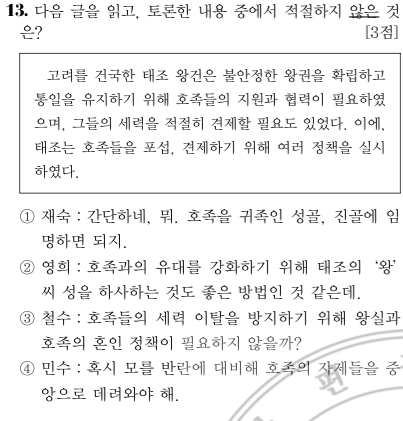 13. 다음 글을 읽고, 토론한 내용 중에서 적절하지 않은 것
은? [3점]
고려를 건국한 태조 왕건은 불안정한 왕권을 확립하고
통일을 유지하기 위해 호족들의 지원과 협력이 필요하였
으며, 그들의 세력을 적절히 견제할 필요도 있었다. 이에,
태조는 호족들을 포섭, 견제하기 위해 여러 정책을 실시
하였다.
① 재숙 : 간단하네, 뭐. 호족을 귀족인 성골, 진골에 임
명하면 되지.
② 영희 : 호족과의 유대를 강화하기 위해 태조의 ‘왕’
씨 성을 하사하는 것도 좋은 방법인 것 같은데.
③ 철수 : 호족들의 세력 이탈을 방지하기 위해 왕실과
호족의 혼인 정책이 필요하지 않을까?
④ 민수 : 혹시 모를 반란에 대비해 호족의 자제들을 중
앙으로 데려와야 해.
편